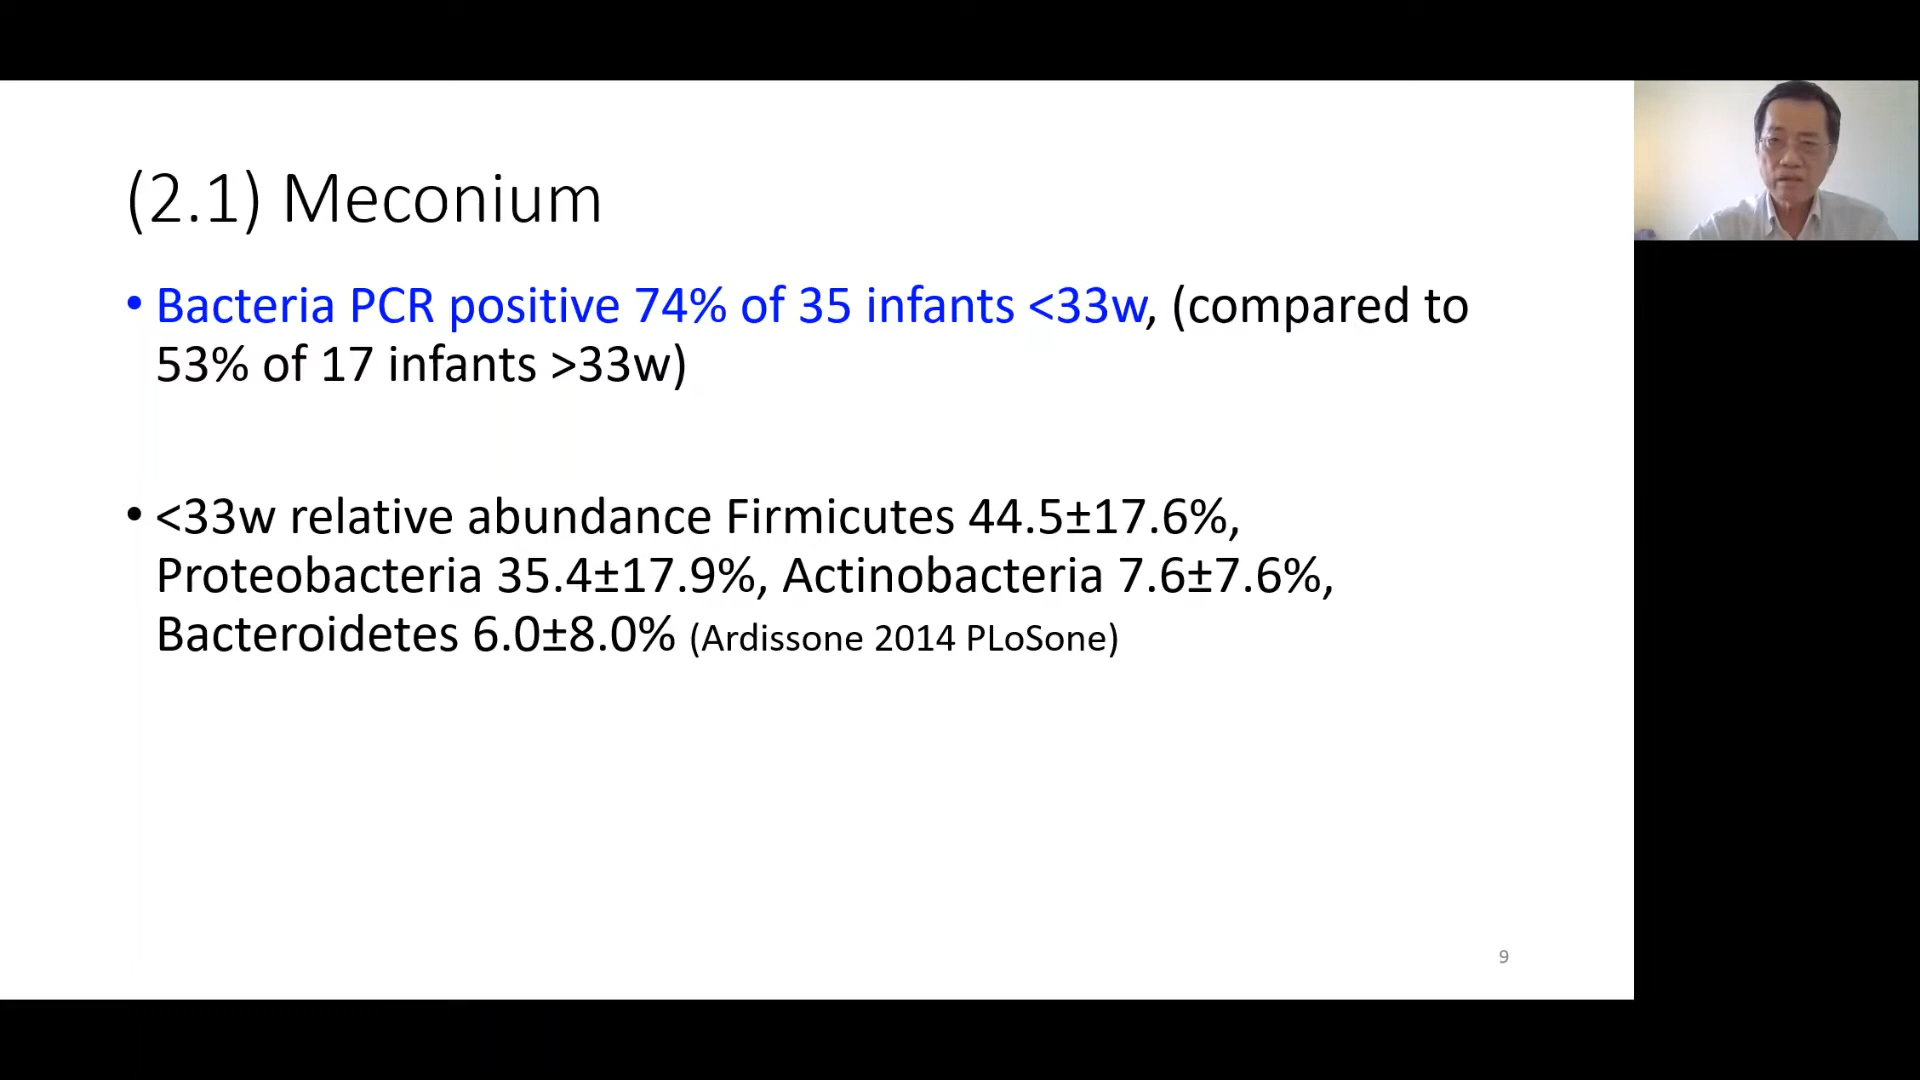 (2.1) Meconium
• Bacteria PCR positive 74% of 35 infants <33w, (compared to
53% of 17 infants >33w)
• <33w relative abundance Firmicutes 44.5±17.6%,
Proteobacteria 35.4±17.9%, Actinobacteria 7.6±7.6%,
Bacteroidetes 6.0±8.0% (Ardissone 2014 PLoSone)
9